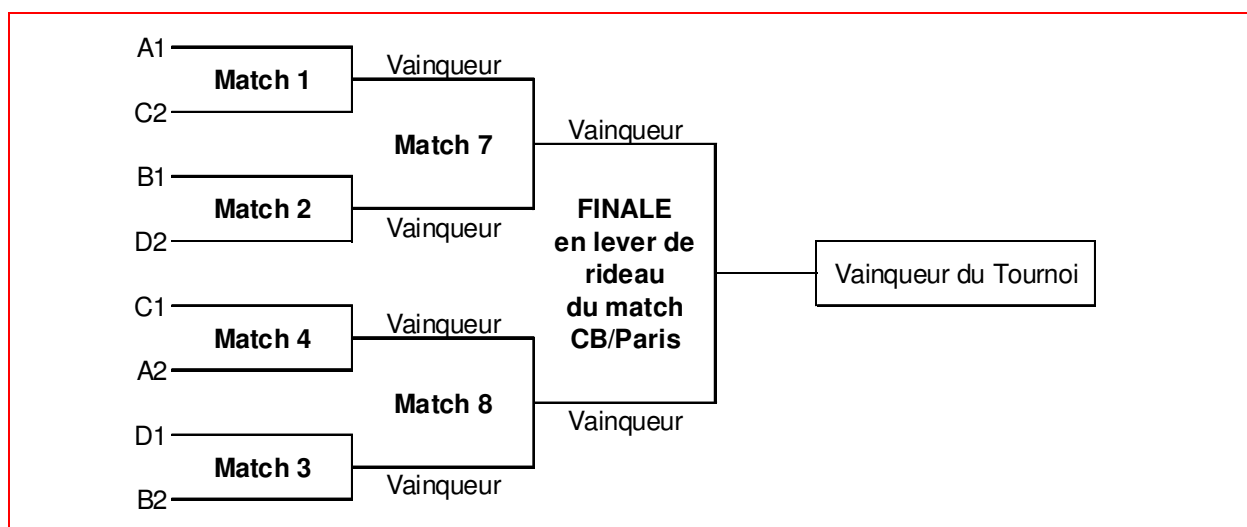 A1
Vainqueur
Match 1
C2
Vainqueur
Match 7
B1
Match 2
Vainqueur
D2
FINALE
en lever de
rideau
du match
CB/Paris
Vainqueur du Tournoi
C1
Vainqueur
Match 4
A2
Match 8
Vainqueur
D1
Match 3
Vainqueur
B2